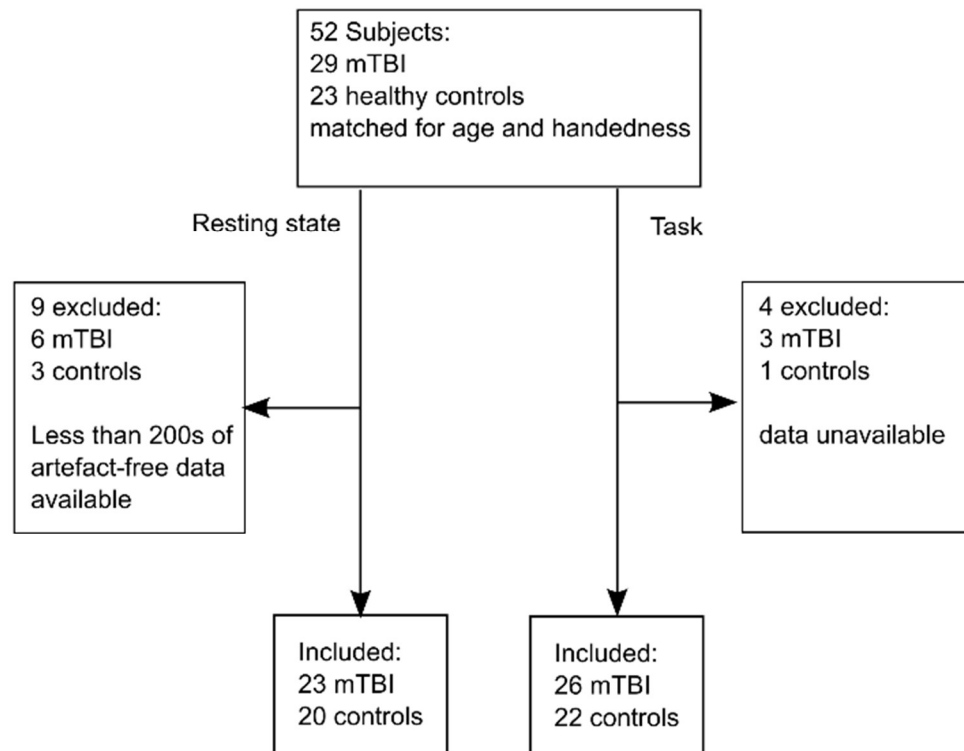 52 Subjects:
29 mTBI
23 healthy controls
matched for age and handedness
Resting state
Task
9 excluded:
6 mTBI
3 controls
Less than 200s of
artefact-free data
available
4 excluded:
3 mTBI
1 controls
data unavailable
Included:
23 mTBI
20 controls
Included:
26 mTBI
22 controls